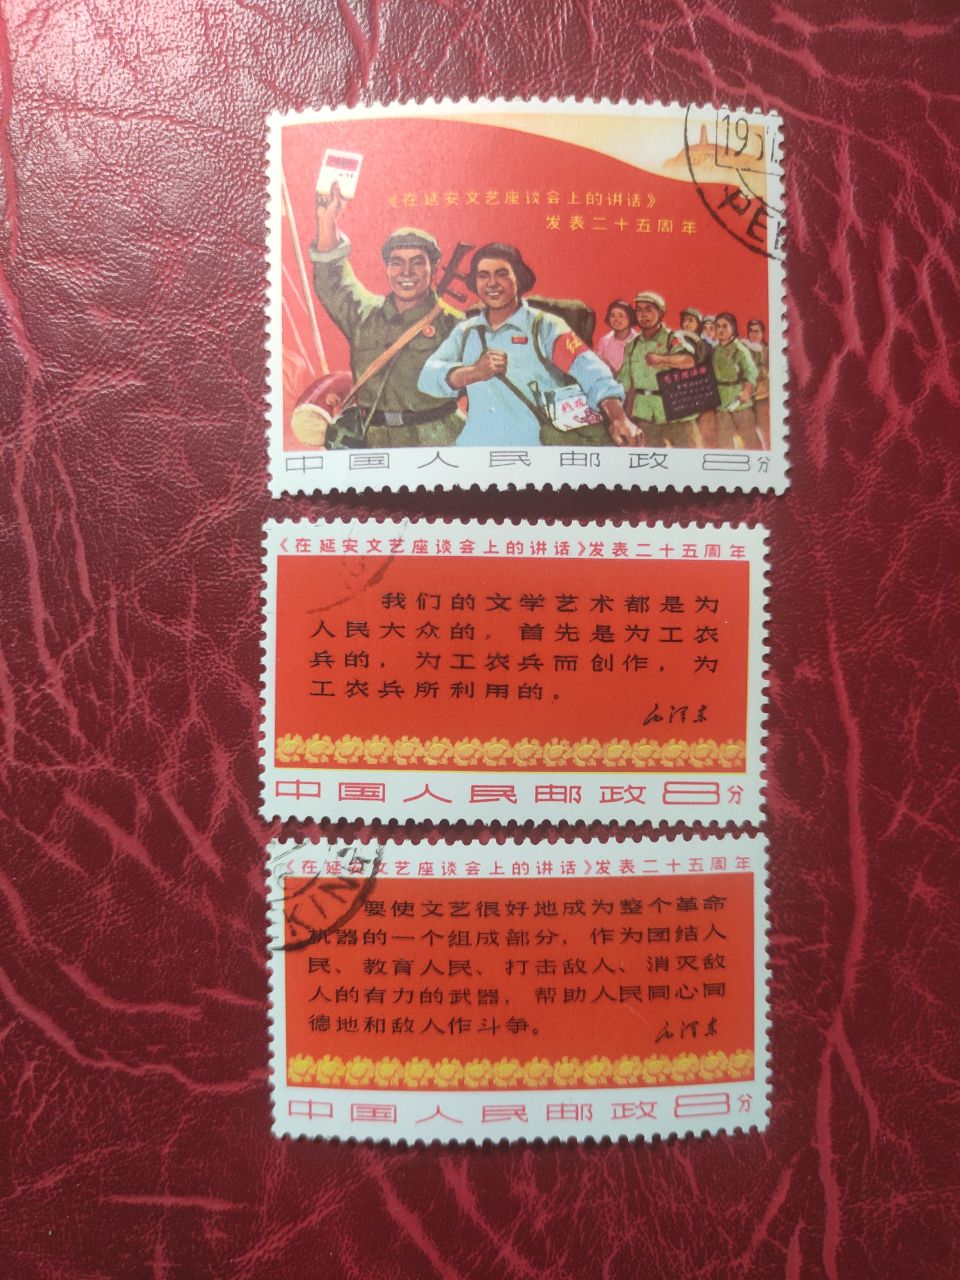 19
PE
《在延安文艺座谈会上的讲话》
发表二十五周年
红
中国人民邮政 8分
《在延安文艺座谈会上的讲话》发表二十五周年
我们的文学艺术都是为
人民大众的，首先是为工农
兵的，为工农兵而创作，为
工农兵所利用的。
毛泽东
中国人民邮政 8分
《在延安文艺座谈会上的讲话》发表二十五周年
KING
要使文艺很好地成为整个革命
机器的一个组成部分，作为团结人
民、教育人民、打击敌人、消灭敌
人的有力的武器，帮助人民同心同
德地和敌人作斗争。
毛泽东
中国人民邮政 8分